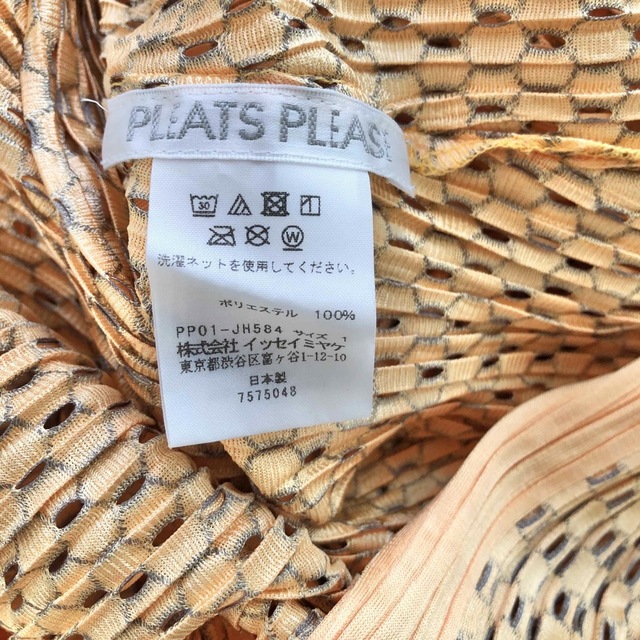 PLEATS PLEASE
30
W
洗濯ネットを使用してください。
ポリエステル 100%
PP01-JH584 サイズ 1
株式会社 イッセイミヤケ
東京都渋谷区富ヶ谷1-12-10
日本製
7575048